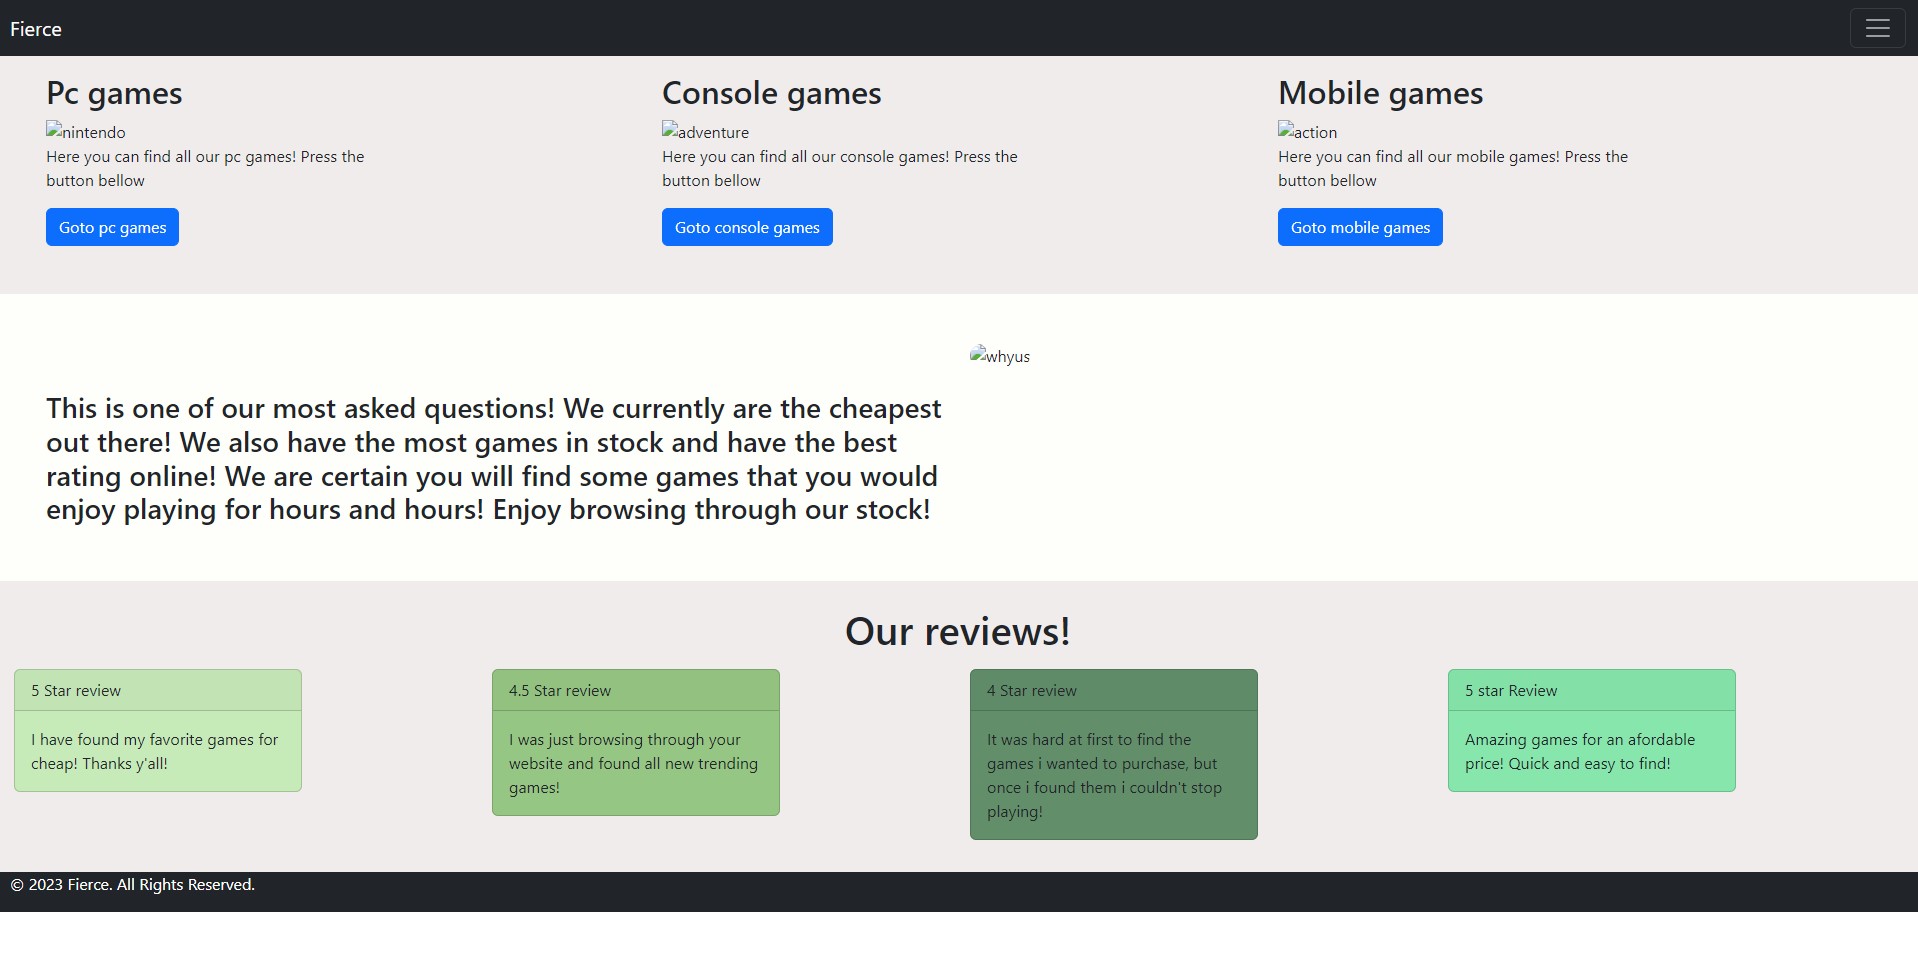 Fierce
Pc games
nintendo
Here you can find all our pc games! Press the
button bellow
Goto pc games
Console games
adventure
Here you can find all our console games! Press the
button bellow
Goto console games
Mobile games
action
Here you can find all our mobile games! Press the
button bellow
Goto mobile games
whyus
This is one of our most asked questions! We currently are the cheapest
out there! We also have the most games in stock and have the best
rating online! We are certain you will find some games that you would
enjoy playing for hours and hours! Enjoy browsing through our stock!
Our reviews!
5 Star review
I have found my favorite games for
cheap! Thanks y'all!
4.5 Star review
I was just browsing through your
website and found all new trending
games!
4 Star review
It was hard at first to find the
games i wanted to purchase, but
once i found them i couldn't stop
playing!
5 star Review
Amazing games for an afordable
price! Quick and easy to find!
© 2023 Fierce. All Rights Reserved.